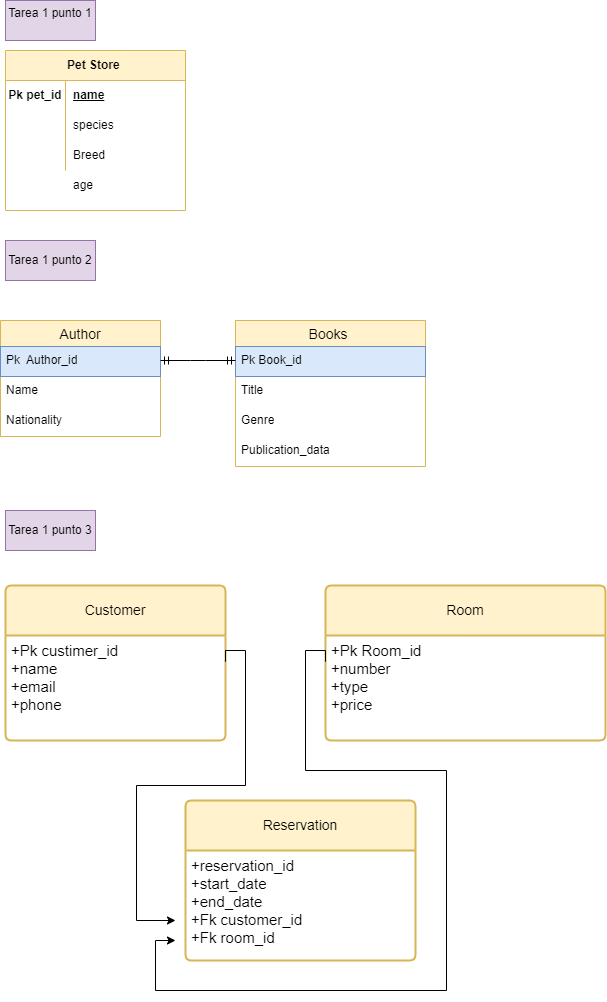 Tarea 1 punto 1
Pet Store
Pk pet_id name
species
Breed
age
Tarea 1 punto 2
Author
Pk Author_id
Name
Nationality
Books
Pk Book_id
Title
Genre
Publication_data
Tarea 1 punto 3
Customer
+Pk custimer_id
+name
+email
+phone
Room
+Pk Room_id
+number
+type
+price
Reservation
+reservation_id
+start_date
+end_date
+Fk customer_id
+Fk room_id